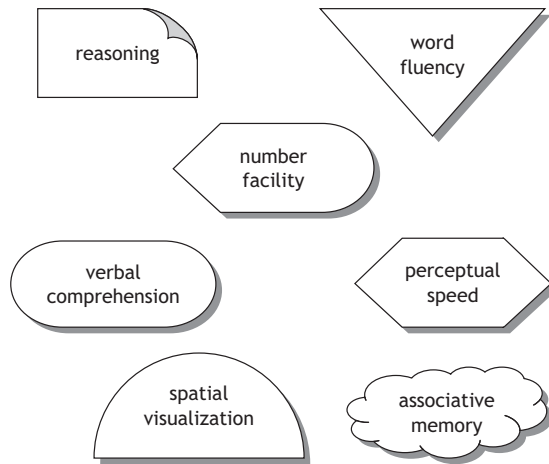 reasoning
word
fluency
number
facility
verbal
comprehension
perceptual
speed
spatial
visualization
associative
memory